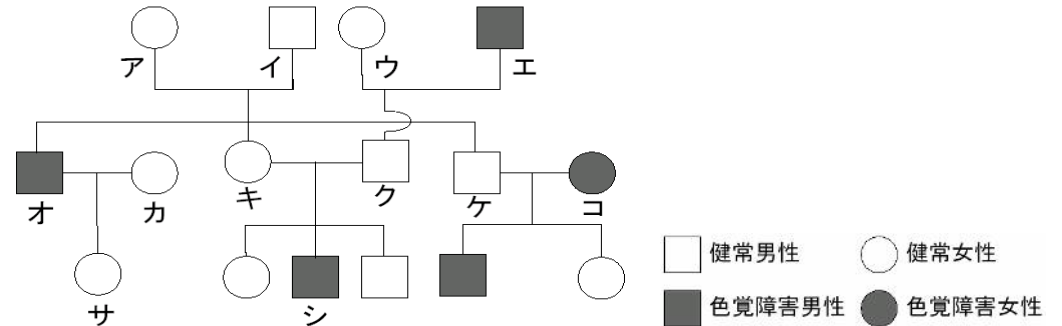 ア イ ウ エ
オ カ キ ク ケ コ
サ シ
健常男性 健常女性
色覚障害男性 色覚障害女性